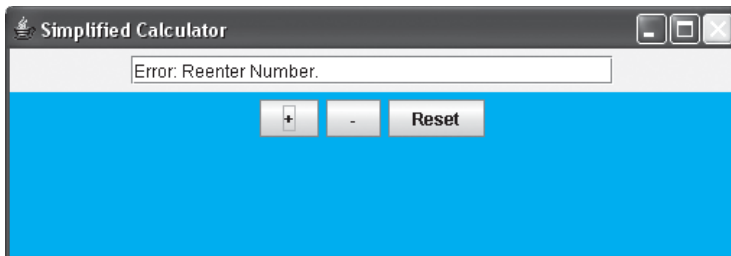 Simplified Calculator
Error: Reenter Number.
+ - Reset